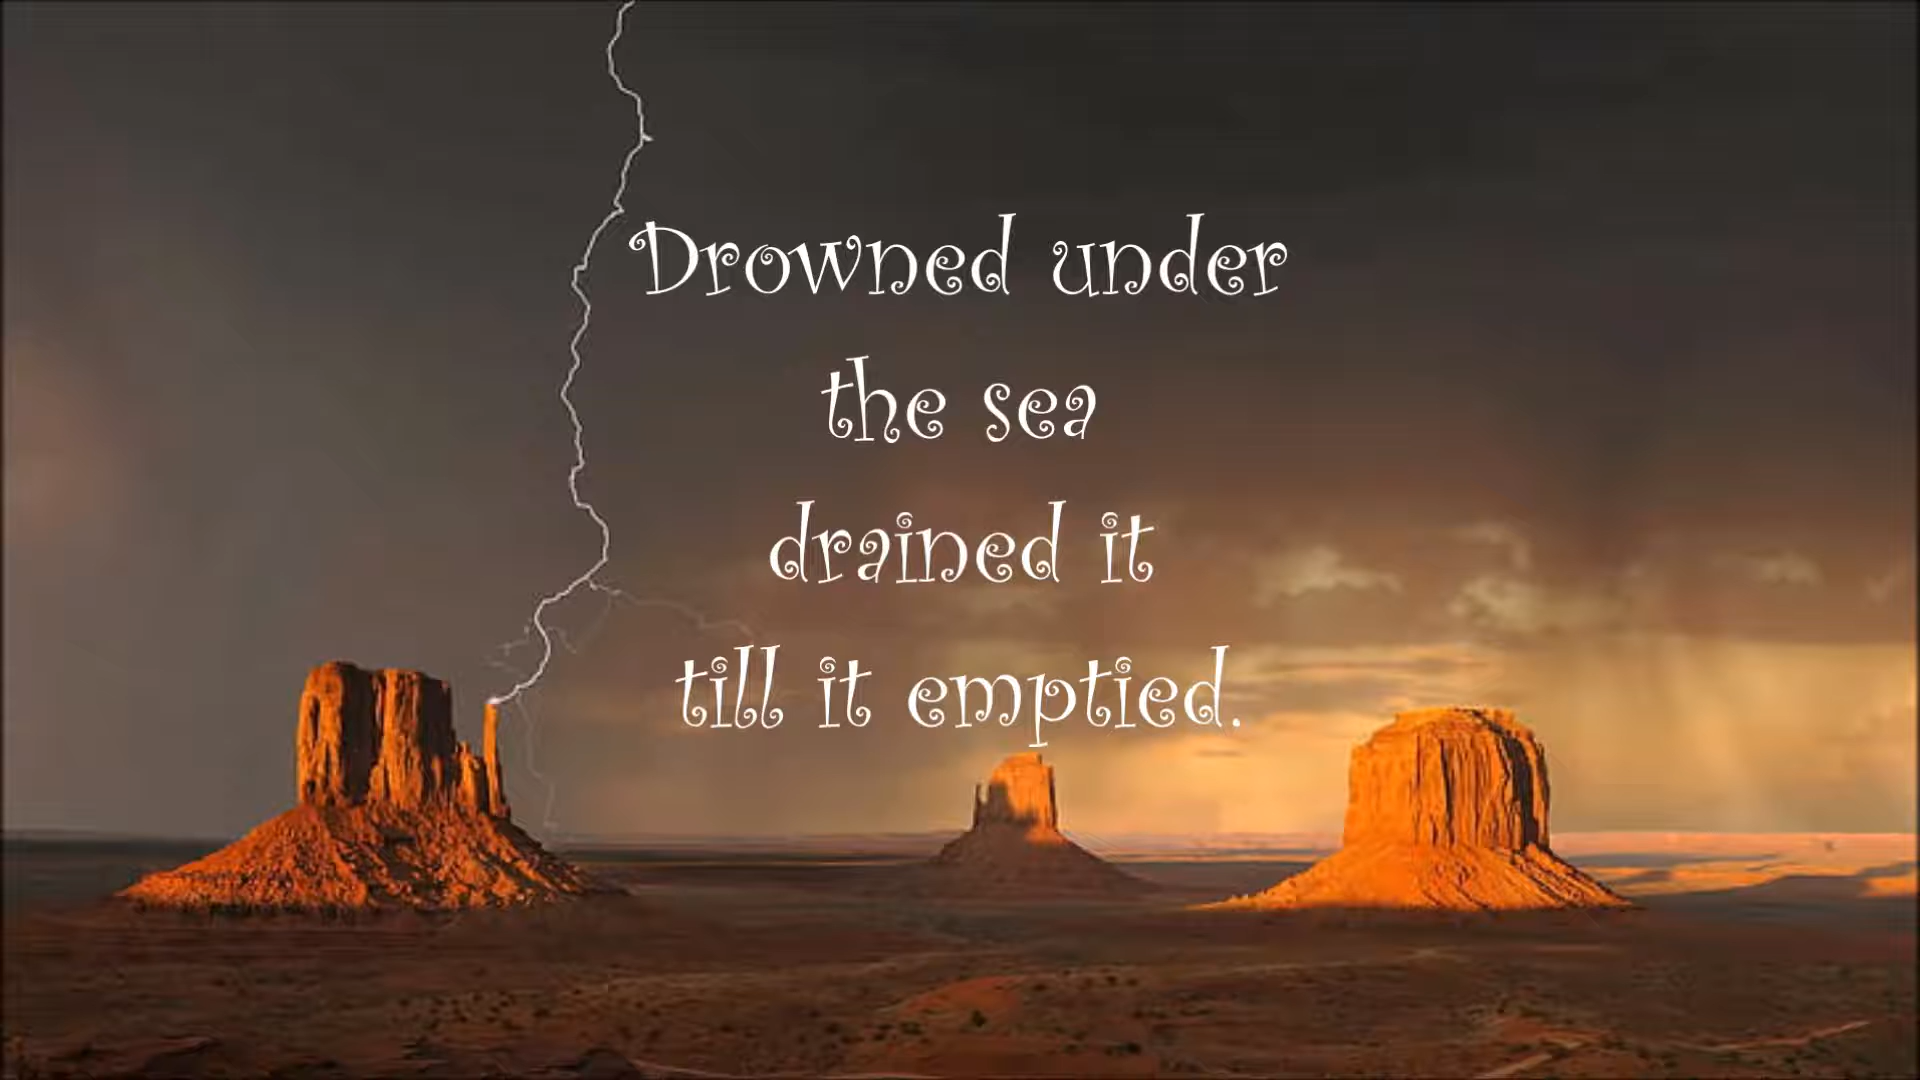 Drowned under
the sea
drained it
till it emptied.